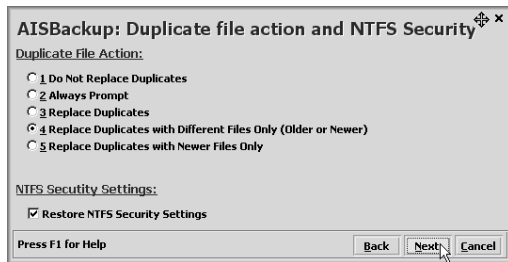 AISBackup: Duplicate file action and NTFS Security
Duplicate File Action:
1 Do Not Replace Duplicates
2 Always Prompt
3 Replace Duplicates
4 Replace Duplicates with Different Files Only (Older or Newer)
5 Replace Duplicates with Newer Files Only
NTFS Secutity Settings:
Restore NTFS Security Settings
Press F1 for Help Back Next Cancel